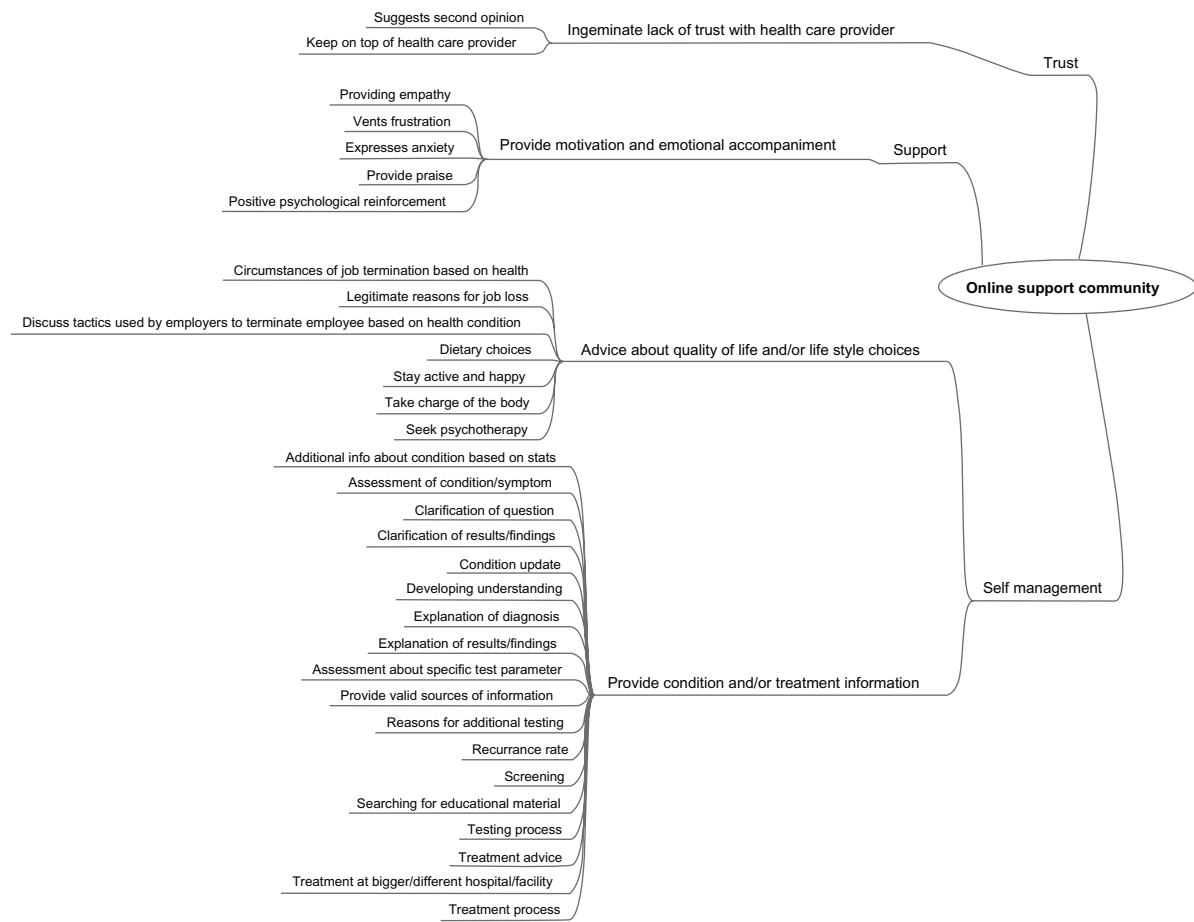 Suggests second opinion
Keep on top of health care provider
Ingeminate lack of trust with health care provider
Trust
Providing empathy
Vents frustration
Expresses anxiety
Provide praise
Positive psychological reinforcement
Provide motivation and emotional accompaniment
Support
Online support community
Circumstances of job termination based on health
Legitimate reasons for job loss
Discuss tactics used by employers to terminate employee based on health condition
Dietary choices
Stay active and happy
Take charge of the body
Seek psychotherapy
Advice about quality of life and/or life style choices
Self management
Additional info about condition based on stats
Assessment of condition/symptom
Clarification of question
Clarification of results/findings
Condition update
Developing understanding
Explanation of diagnosis
Explanation of results/findings
Assessment about specific test parameter
Provide valid sources of information
Reasons for additional testing
Recurrance rate
Screening
Searching for educational material
Testing process
Treatment advice
Treatment at bigger/different hospital/facility
Treatment process
Provide condition and/or treatment information